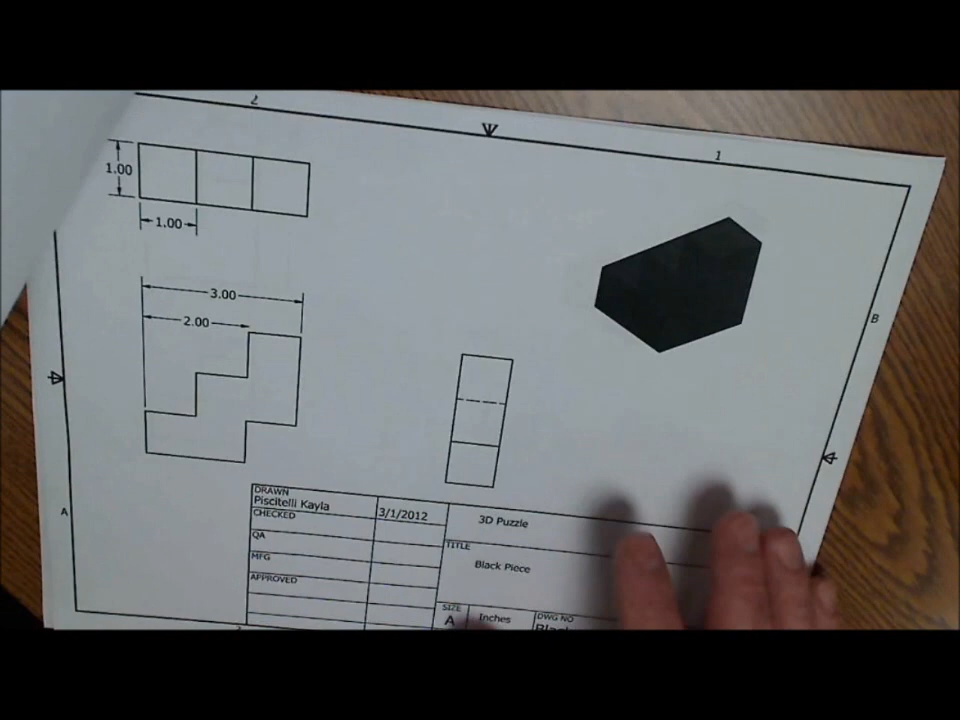 2
1
1.00
1.00
3.00
2.00
B
A
DRAWN
Piscitelli Kayla
3/1/2012
3D Puzzle
CHECKED
QA
TITLE
MFG
Black Piece
APPROVED
SIZE
A
Inches
DWG NO